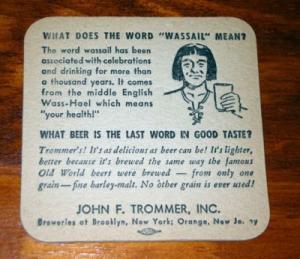 WHAT DOES THE WORD "WASSAIL" MEAN?
The word wassail has been
associated with celebrations
and drinking for more than
a thousand years. It comes
from the middle English
Wass-Hael which means
"your health!"
WHAT BEER IS THE LAST WORD IN GOOD TASTE?
Trommer's! It's as delicious as beer can be! It's lighter,
better because it's brewed the same way the famous
Old World beers were brewed — from only one
grain—fine barley-malt. No other grain is ever used!
JOHN F. TROMMER, INC.
Breweries at Brooklyn, New York; Orange, New